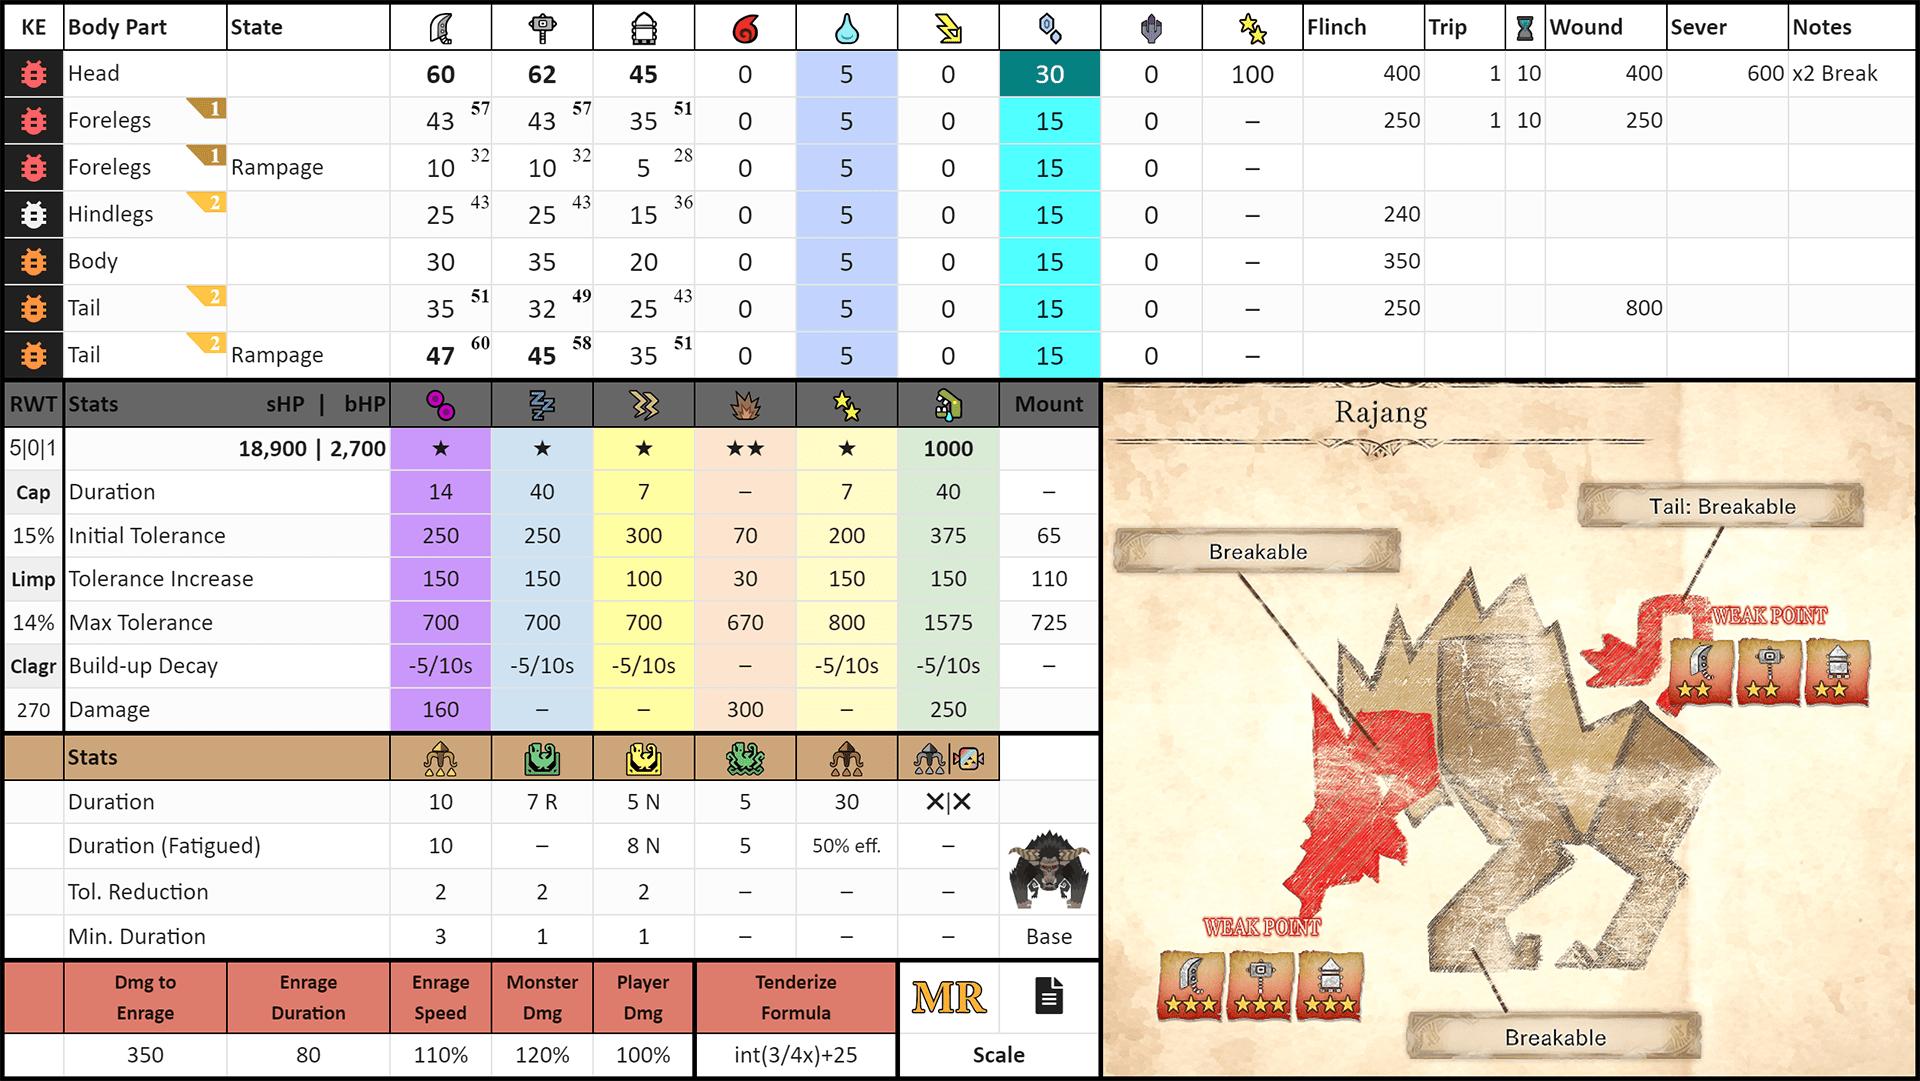 KE Body Part State Flinch Trip Wound Sever Notes
Head 60 62 45 0 5 0 30 0 100 400 1 10 400 600 x2 Break
Forelegs 1 43 57 43 57 35 51 0 5 0 15 0 – 250 1 10 250
Forelegs 1 Rampage 10 32 10 32 5 28 0 5 0 15 0 –
Hindlegs 2 25 43 25 43 15 36 0 5 0 15 0 – 240
Body 30 35 20 0 5 0 15 0 – 350
Tail 2 35 51 32 49 25 43 0 5 0 15 0 – 250 800
Tail 2 Rampage 47 60 45 58 35 51 0 5 0 15 0 –
RWT Stats sHP | bHP Mount
5|0|1 18,900 | 2,700 ★ ★ ★ ★★ ★ 1000
Cap Duration 14 40 7 – 7 40 –
15% Initial Tolerance 250 250 300 70 200 375 65
Limp Tolerance Increase 150 150 100 30 150 150 110
14% Max Tolerance 700 700 700 670 800 1575 725
Clagr Build-up Decay -5/10s -5/10s -5/10s – -5/10s -5/10s –
270 Damage 160 – – 300 – 250
Stats
Duration 10 7 R 5 N 5 30 ✕|✕
Duration (Fatigued) 10 – 8 N 5 50% eff. –
Tol. Reduction 2 2 2 – – –
Min. Duration 3 1 1 – – – Base
Dmg to Enrage Enrage Duration Enrage Speed Monster Dmg Player Dmg Tenderize Formula MR
350 80 110% 120% 100% int(3/4x)+25 Scale
Rajang
Tail: Breakable
Breakable
WEAK POINT
WEAK POINT
Breakable